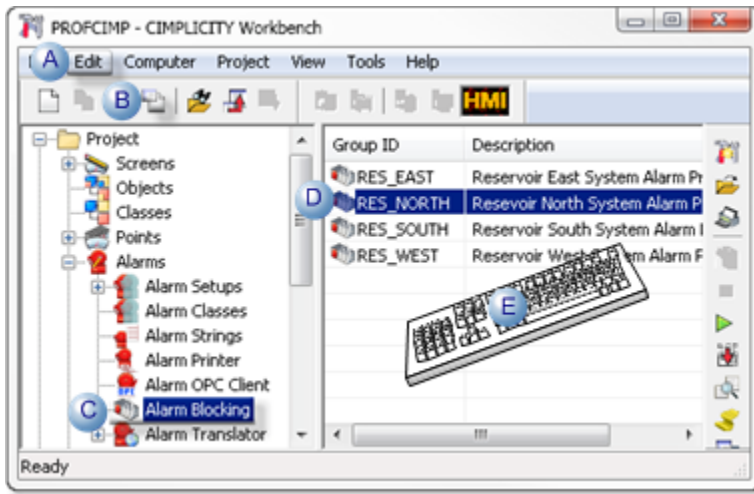 PROFCIMP - CIMPLICITY Workbench
A Edit Computer Project View Tools Help
B HMI
Project
Screens
Objects
Classes
Points
Alarms
Alarm Setups
Alarm Classes
Alarm Strings
Alarm Printer
Alarm OPC Client
C Alarm Blocking
Alarm Translator
Group ID Description
RES_EAST Reservoir East System Alarm Pr
D RES_NORTH Resevoir North System Alarm P
RES_SOUTH Reservoir South System Alarm
RES_WEST Reservoir West Alarm F
E
Ready